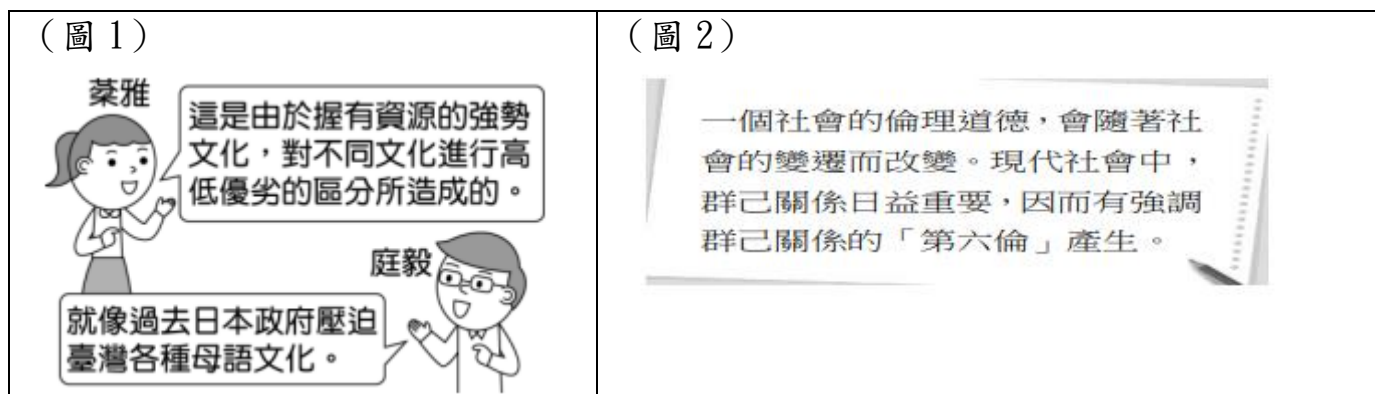 (圖 1)
葇雅
這是由於握有資源的強勢
文化，對不同文化進行高
低優劣的區分所造成的。
庭毅
就像過去日本政府壓迫
臺灣各種母語文化。
(圖 2)
一個社會的倫理道德，會隨著社
會的變遷而改變。現代社會中，
群己關係日益重要，因而有強調
群己關係的「第六倫」產生。